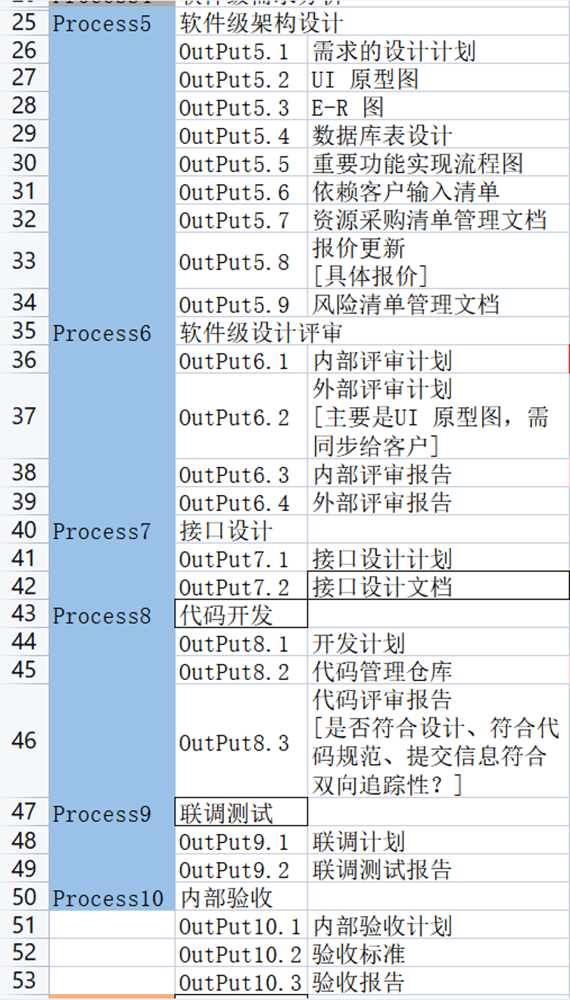 25 Process5 软件级架构设计
26 OutPut5.1 需求的设计计划
27 OutPut5.2 UI 原型图
28 OutPut5.3 E-R 图
29 OutPut5.4 数据库表设计
30 OutPut5.5 重要功能实现流程图
31 OutPut5.6 依赖客户输入清单
32 OutPut5.7 资源采购清单管理文档
33 OutPut5.8 报价更新
[具体报价]
34 OutPut5.9 风险清单管理文档
35 Process6 软件级设计评审
36 OutPut6.1 内部评审计划
37 OutPut6.2 外部评审计划
[主要是UI 原型图，需
同步给客户]
38 OutPut6.3 内部评审报告
39 OutPut6.4 外部评审报告
40 Process7 接口设计
41 OutPut7.1 接口设计计划
42 OutPut7.2 接口设计文档
43 Process8 代码开发
44 OutPut8.1 开发计划
45 OutPut8.2 代码管理仓库
46 OutPut8.3 代码评审报告
[是否符合设计、符合代
码规范、提交信息符合
双向追踪性？]
47 Process9 联调测试
48 OutPut9.1 联调计划
49 OutPut9.2 联调测试报告
50 Process10 内部验收
51 OutPut10.1 内部验收计划
52 OutPut10.2 验收标准
53 OutPut10.3 验收报告